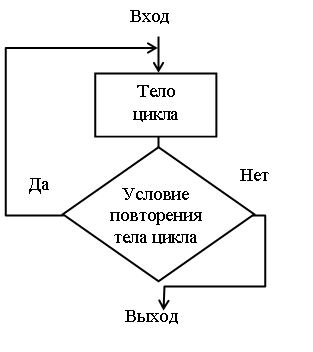 Вход
Тело
цикла
Да
Нет
Условие
повторения
тела цикла
Выход